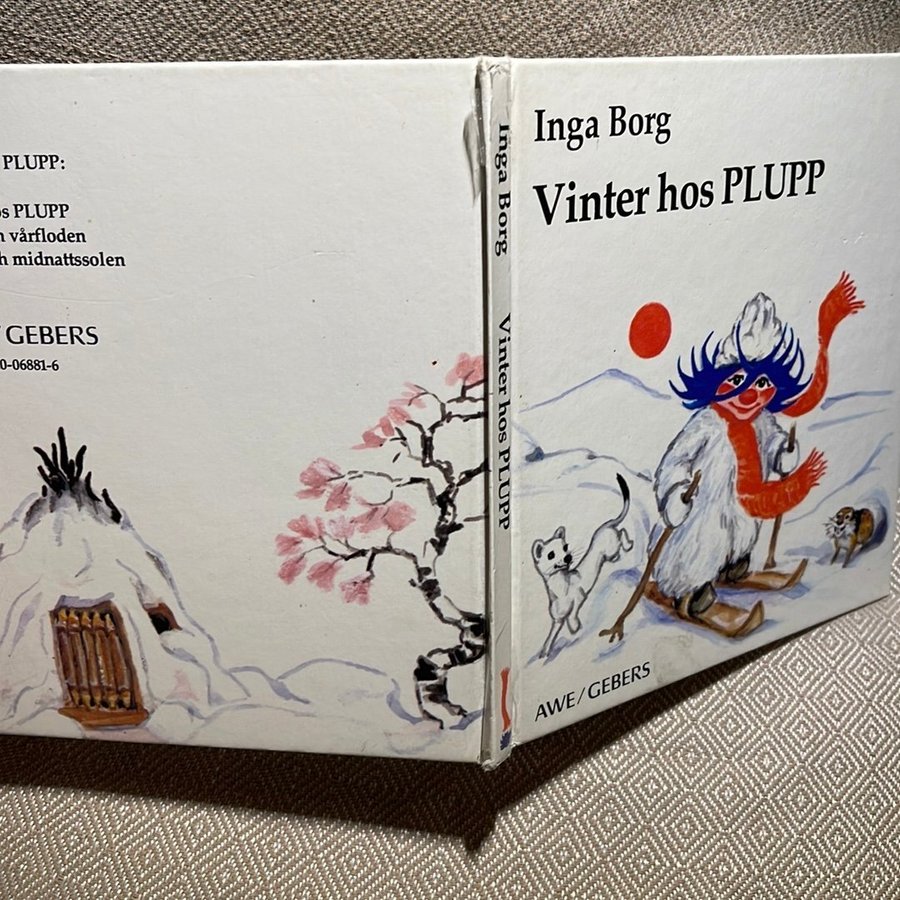 PLUPP:
PLUPP
vårfloden
midnattssolen
GEBERS
0-06881-6
Inga Borg
Vinter hos PLUPP
Inga Borg
Vinter hos PLUPP
AWE/GEBERS